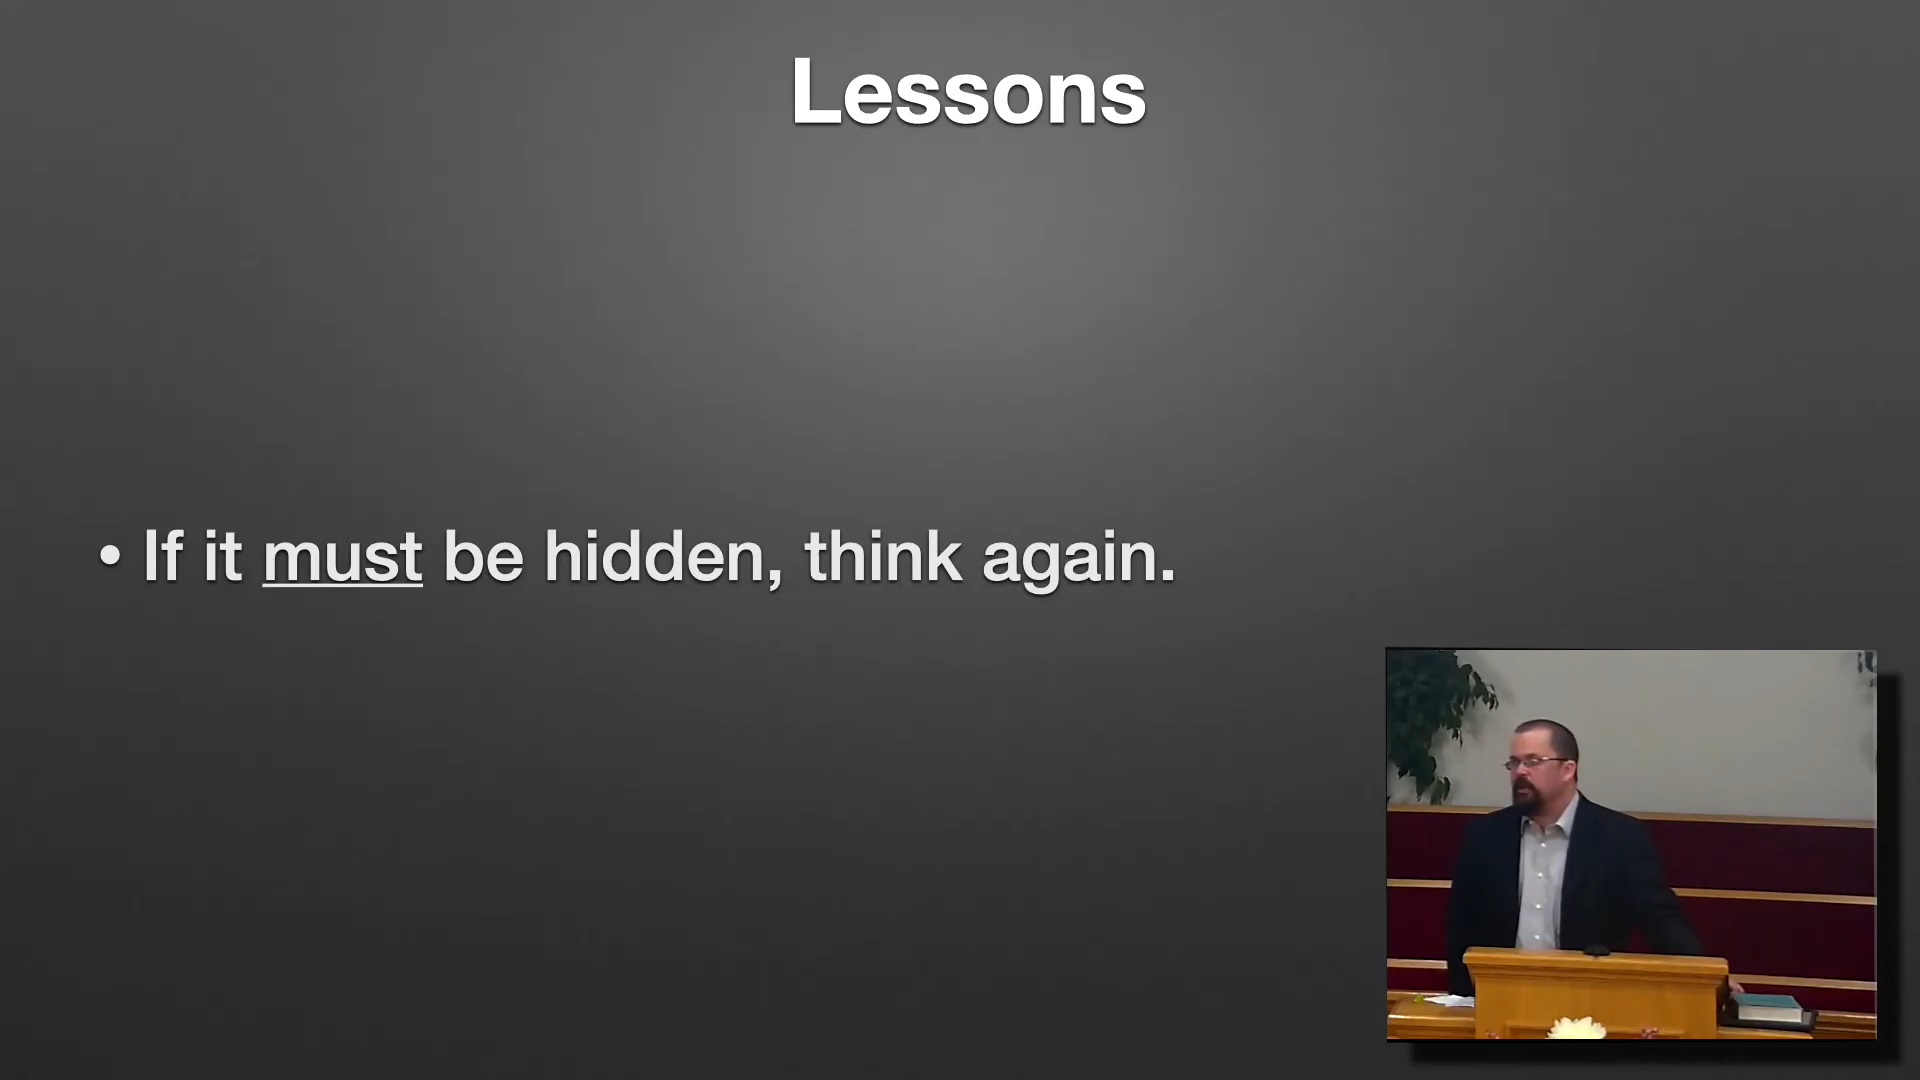 Lessons
• If it must be hidden, think again.